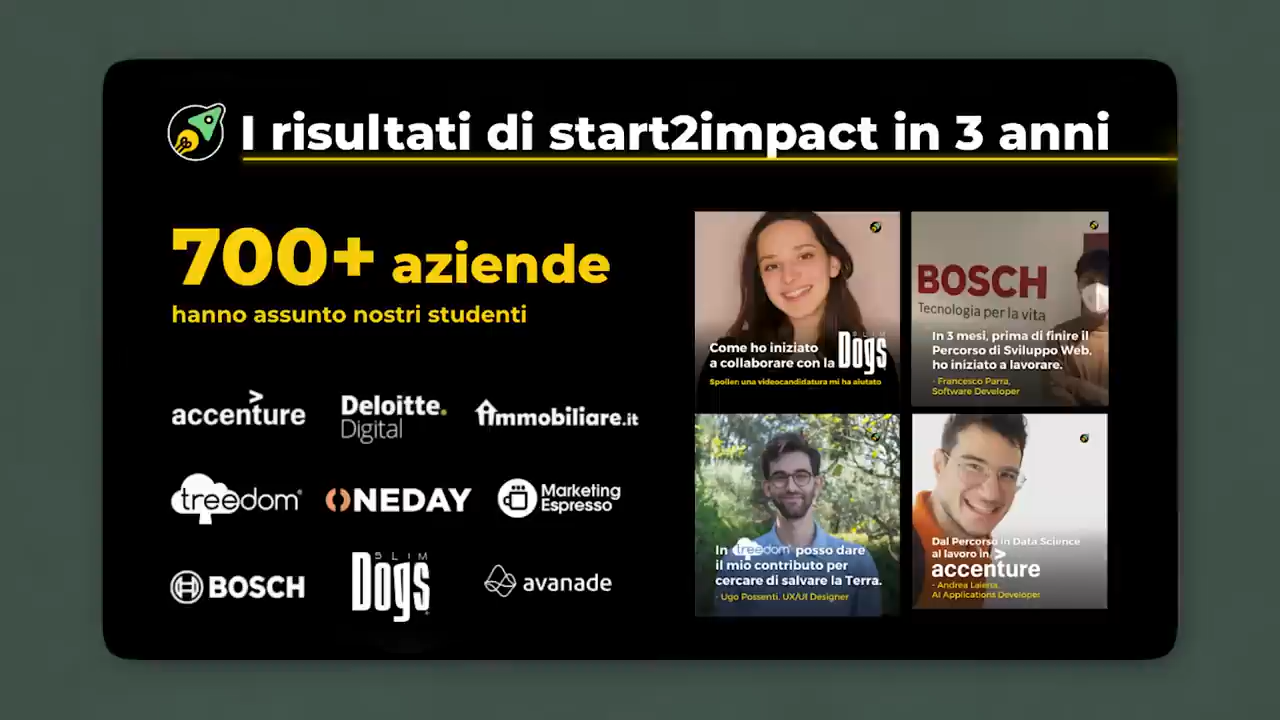 I risultati di start2impact in 3 anni
700+ aziende
hanno assunto nostri studenti
accenture
Deloitte.
Digital
immobiliare.it
treedom
ONEDAY
Marketing
Espresso
BOSCH
SLIM
Dogs
avanade
Come ho iniziato
a collaborare con la
SLIM
Dogs
Spoiler: una videocandidatura mi ha aiutato
BOSCH
Tecnologia per la vita
In 3 mesi, prima di finire il
Percorso di Sviluppo Web,
ho iniziato a lavorare.
- Francesco Parra,
Software Developer
In treedom posso dare
il mio contributo per
cercare di salvare la Terra.
- Ugo Possenti, UX/UI Designer
Dal Percorso in Data Science
al lavoro in
accenture
- Andrea
AI Applications Developer